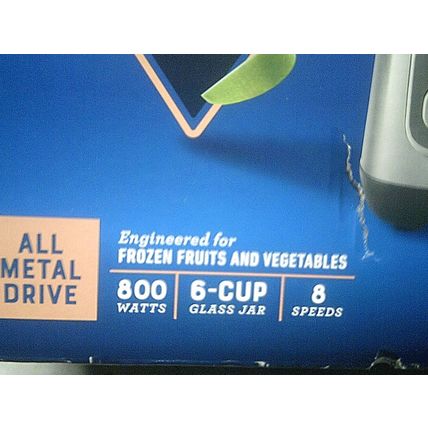 ALL
METAL
DRIVE
Engineered for
FROZEN FRUITS AND VEGETABLES
800
WATTS
6-CUP
GLASS JAR
8
SPEEDS